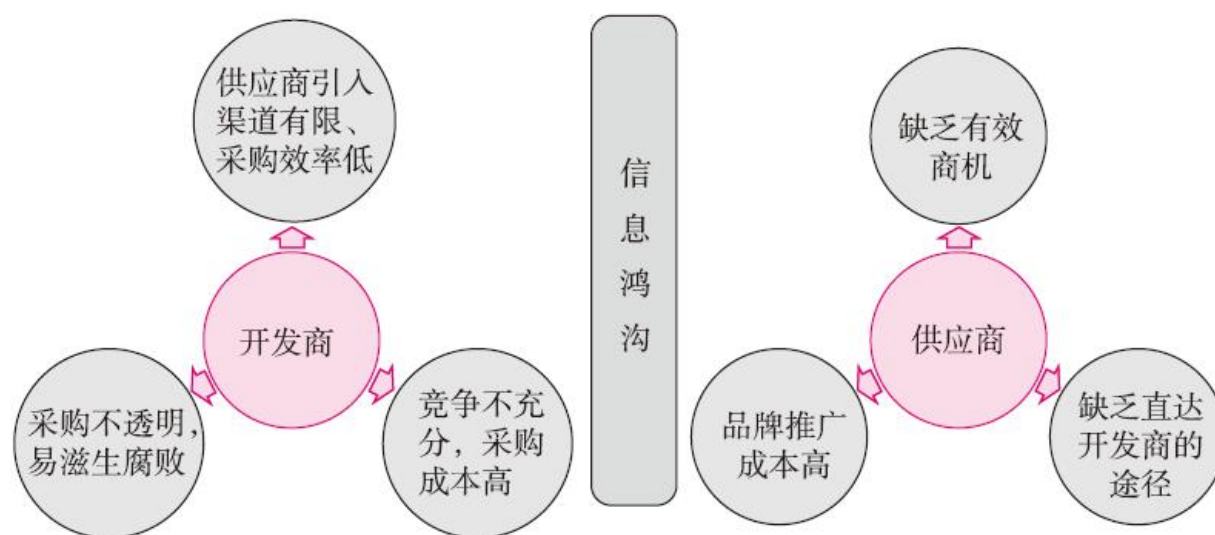 供应商引入
渠道有限、
采购效率低
开发商
采购不透明，
易滋生腐败
竞争不充
分，采购
成本高
信
息
鸿
沟
缺乏有效
商机
供应商
品牌推广
成本高
缺乏直达
开发商的
途径